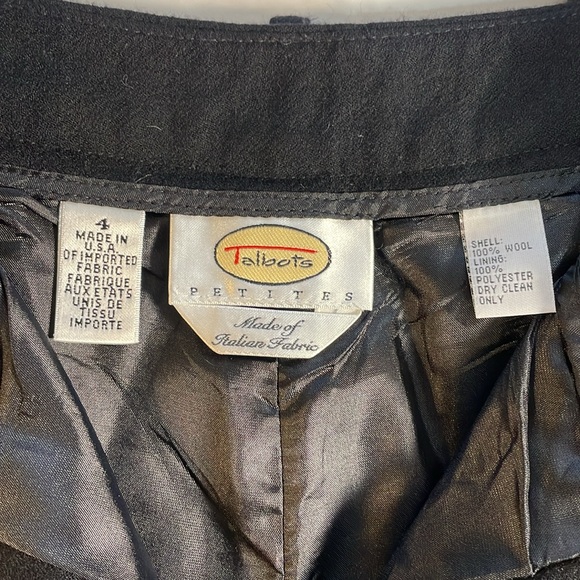 4
MADE IN
U.S.A.
OF IMPORTED
FABRIC
FABRIQUE
AUX ETATS
UNIS DE
TISSU
IMPORTE
Talbots
PETITES
Made of
Italian Fabric
SHELL:
100% WOOL
LINING:
100%
POLYESTER
DRY CLEAN
ONLY